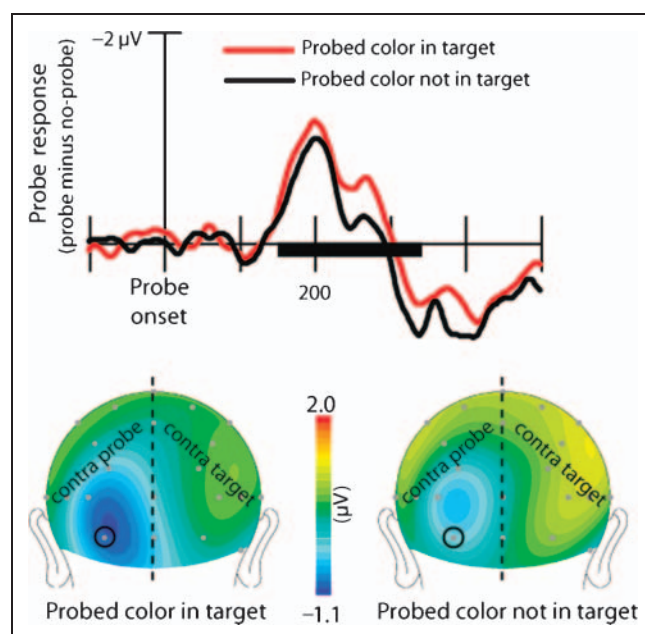 −2 µV
Probed color in target
Probed color not in target
Probe response
(probe minus no-probe)
Probe
onset
200
contra probe
contra target
2.0
(µV)
−1.1
contra probe
contra target
Probed color in target
Probed color not in target